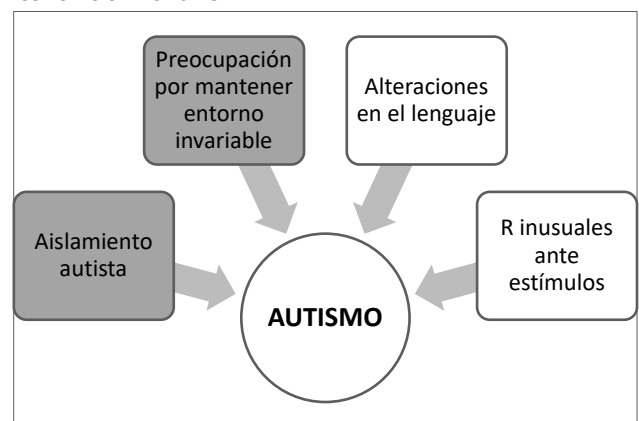 Preocupación
por mantener
entorno
invariable
Alteraciones
en el lenguaje
Aislamiento
autista
R inusuales
ante
estímulos
AUTISMO